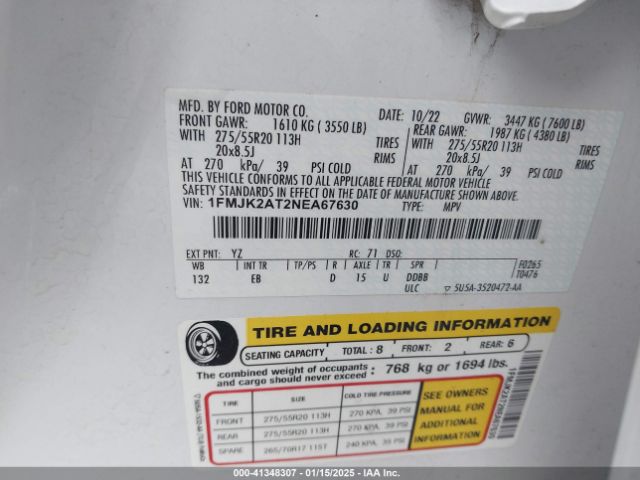 MFD. BY FORD MOTOR CO.
DATE: 10/22 GVWR: 3447 KG (7600 LB)
FRONT GAWR: 1610 KG (3550 LB)
REAR GAWR: 1987 KG (4380 LB)
WITH 275/55R20 113H TIRES
WITH 275/55R20 113H TIRES
20x8.5J RIMS
20x8.5J RIMS
AT 270 kPa/ 39 PSI COLD
AT 270 kPa/ 39 PSI COLD
THIS VEHICLE CONFORMS TO ALL APPLICABLE FEDERAL MOTOR VEHICLE
SAFETY STANDARDS IN EFFECT ON THE DATE OF MANUFACTURE SHOWN ABOVE.
VIN: 1FMJK2AT2NEA67630
TYPE: MPV
EXT PNT: YZ RC: 71 DSO:
WB INT TR TP/PS R AXLE TR SPR
132 EB D 15 U DDBB
ULC
F0265
T0476
5U5A-3520472-AA
TIRE AND LOADING INFORMATION
SEATING CAPACITY TOTAL: 8 FRONT: 2 REAR: 6
The combined weight of occupants and cargo should never exceed : 768 kg or 1694 lbs.
TIRE SIZE COLD TIRE PRESSURE
FRONT 275/55R20 113H 270 KPA, 39 PSI
REAR 275/55R20 113H 270 KPA, 39 PSI
SPARE 265/70R17 115T 240 KPA, 35 PSI
SEE OWNERS
MANUAL FOR
ADDITIONAL
INFORMATION
COPART: 41348307 - 01/15/2025 - IAA Inc.